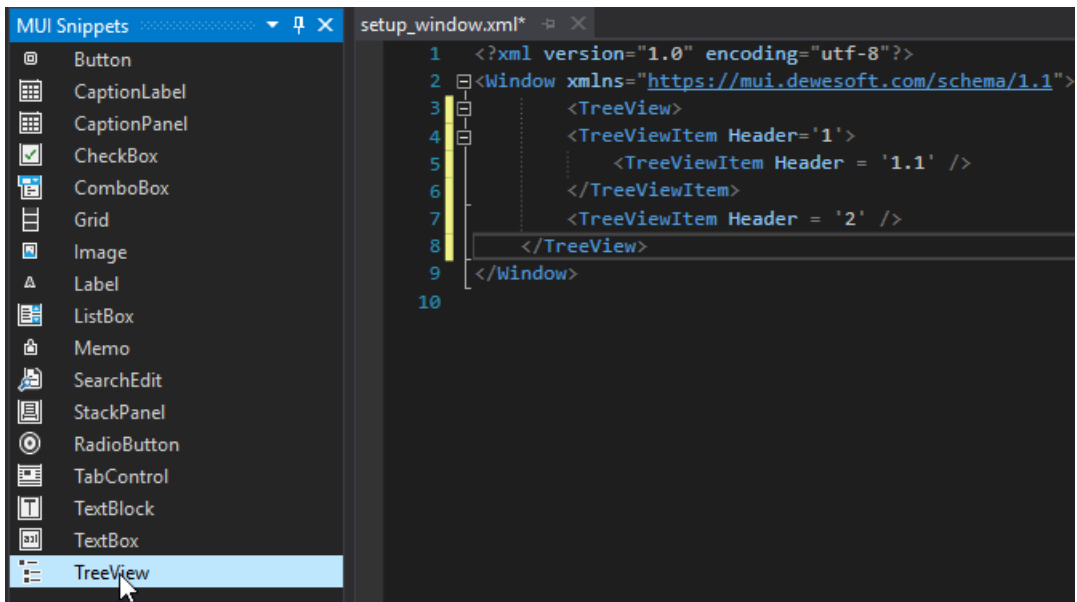 MUI Snippets
Button
CaptionLabel
CaptionPanel
CheckBox
ComboBox
Grid
Image
Label
ListBox
Memo
SearchEdit
StackPanel
RadioButton
TabControl
TextBlock
TextBox
TreeView
setup_window.xml*
1 <?xml version="1.0" encoding="utf-8"?>
2 <Window xmlns="https://mui.dewesoft.com/schema/1.1">
3 <TreeView>
4 <TreeViewItem Header='1'>
5 <TreeViewItem Header = '1.1' />
6 </TreeViewItem>
7 <TreeViewItem Header = '2' />
8 </TreeView>
9 </Window>
10